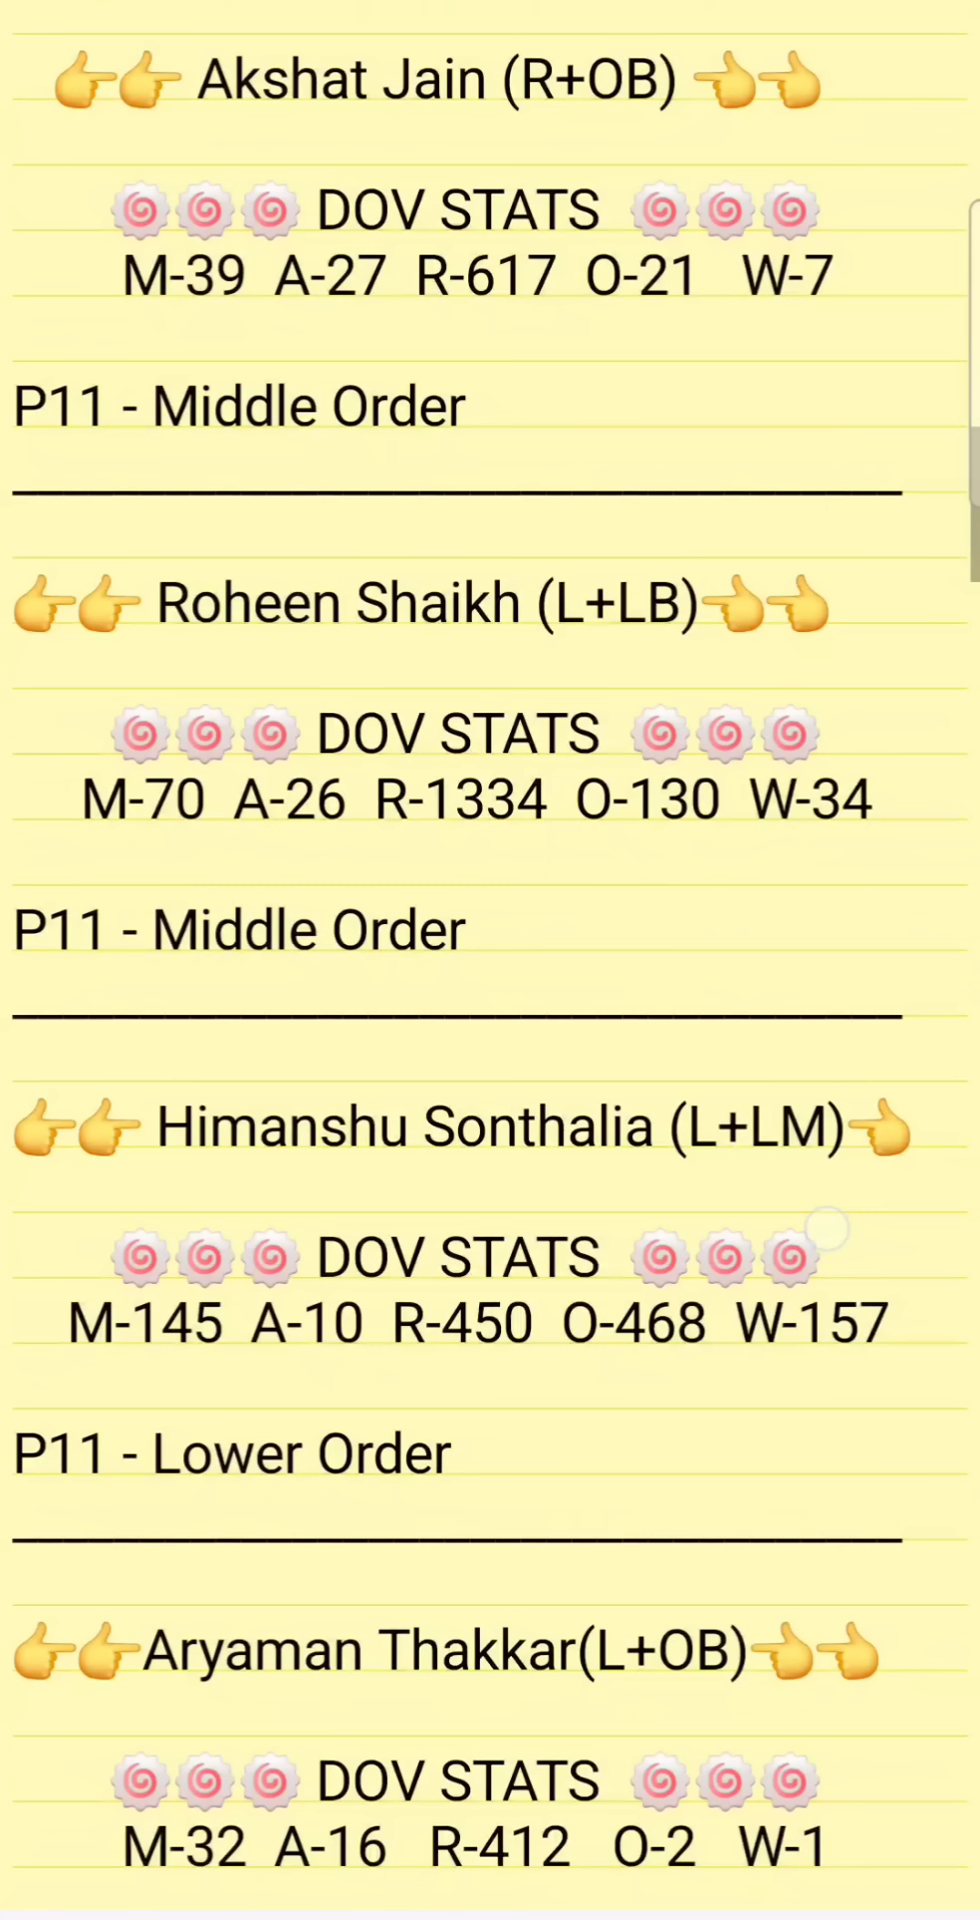 👉👉 Akshat Jain (R+OB) 👈👈
🍥🍥🍥 DOV STATS 🍥🍥🍥
M-39 A-27 R-617 O-21 W-7
P11 - Middle Order
👉👉 Roheen Shaikh (L+LB)👈👈
🍥🍥🍥 DOV STATS 🍥🍥🍥
M-70 A-26 R-1334 O-130 W-34
P11 - Middle Order
👉👉 Himanshu Sonthalia (L+LM)👈
🍥🍥🍥 DOV STATS 🍥🍥🍥
M-145 A-10 R-450 O-468 W-157
P11 - Lower Order
👉👉Aryaman Thakkar(L+OB)👈👈
🍥🍥🍥 DOV STATS 🍥🍥🍥
M-32 A-16 R-412 O-2 W-1